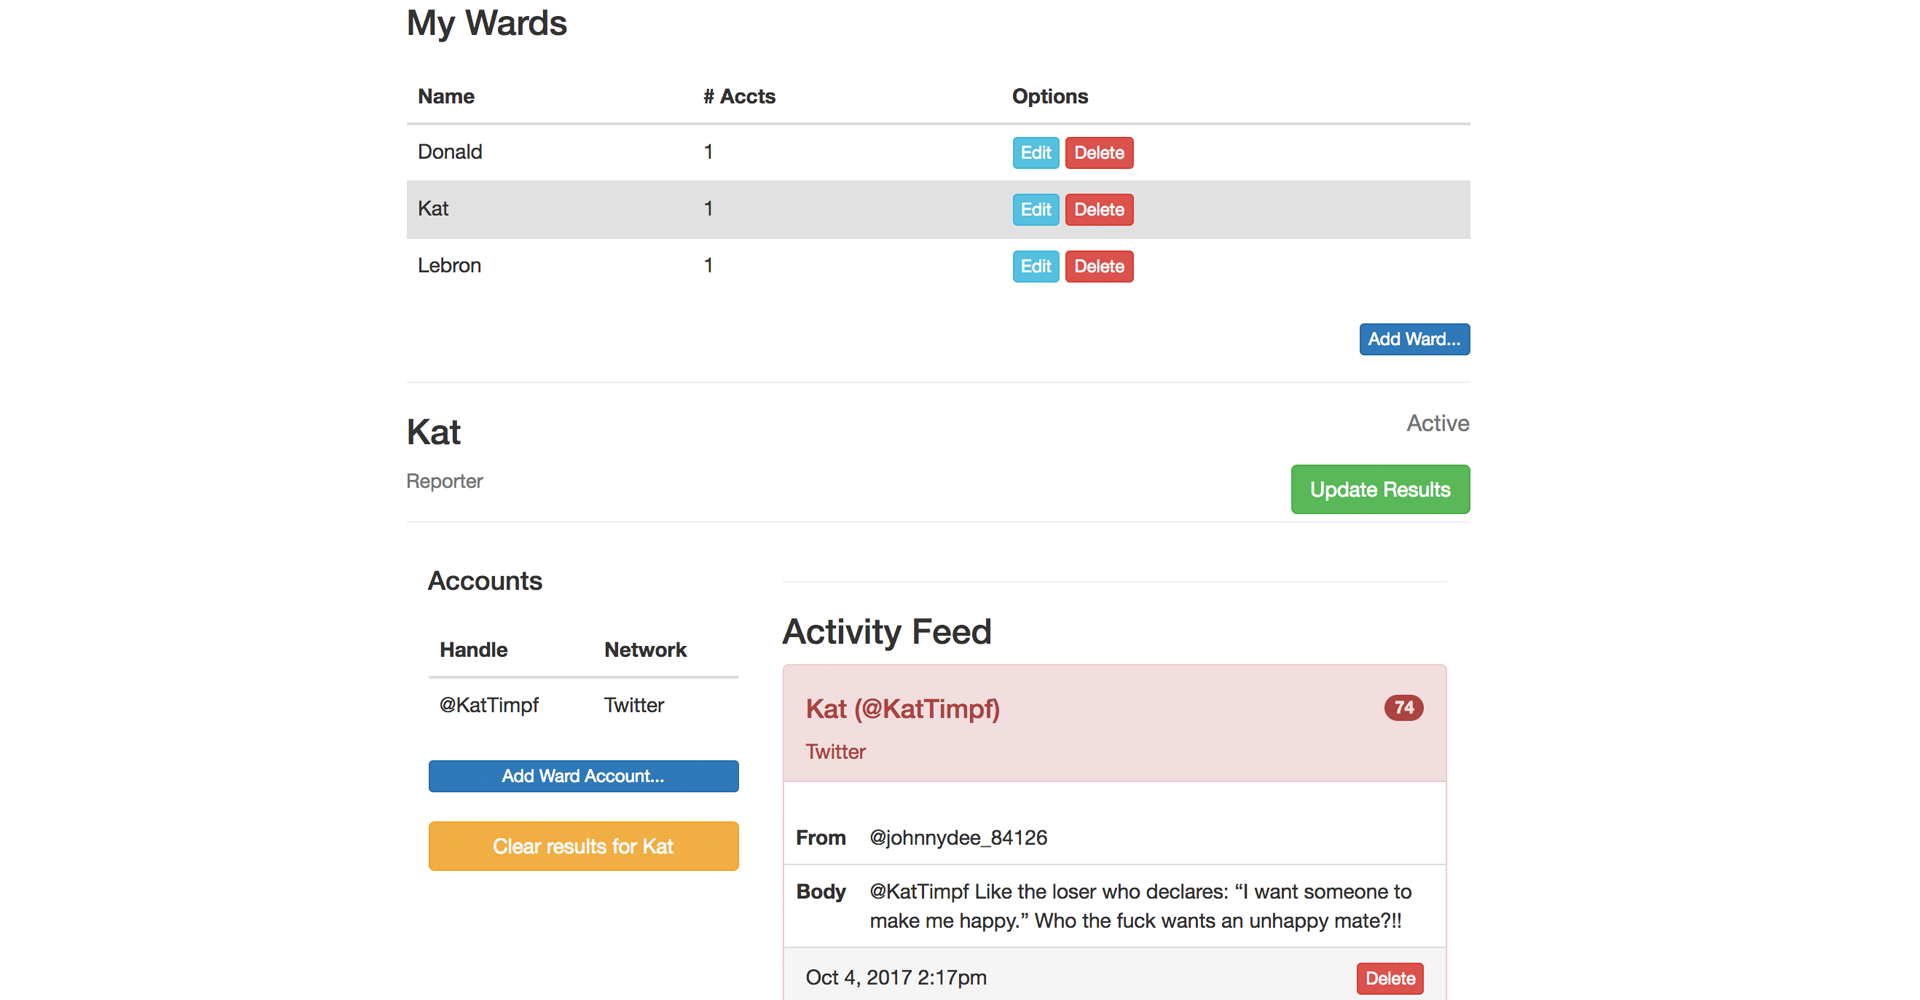 My Wards
Name # Accts Options
Donald 1 Edit Delete
Kat 1 Edit Delete
Lebron 1 Edit Delete
Add Ward...
Kat Active
Reporter Update Results
Accounts
Handle Network
@KatTimpf Twitter
Add Ward Account...
Clear results for Kat
Activity Feed
Kat (@KatTimpf) 74
Twitter
From @johnnydee_84126
Body @KatTimpf Like the loser who declares: “I want someone to
make me happy.” Who the fuck wants an unhappy mate?!!
Oct 4, 2017 2:17pm Delete